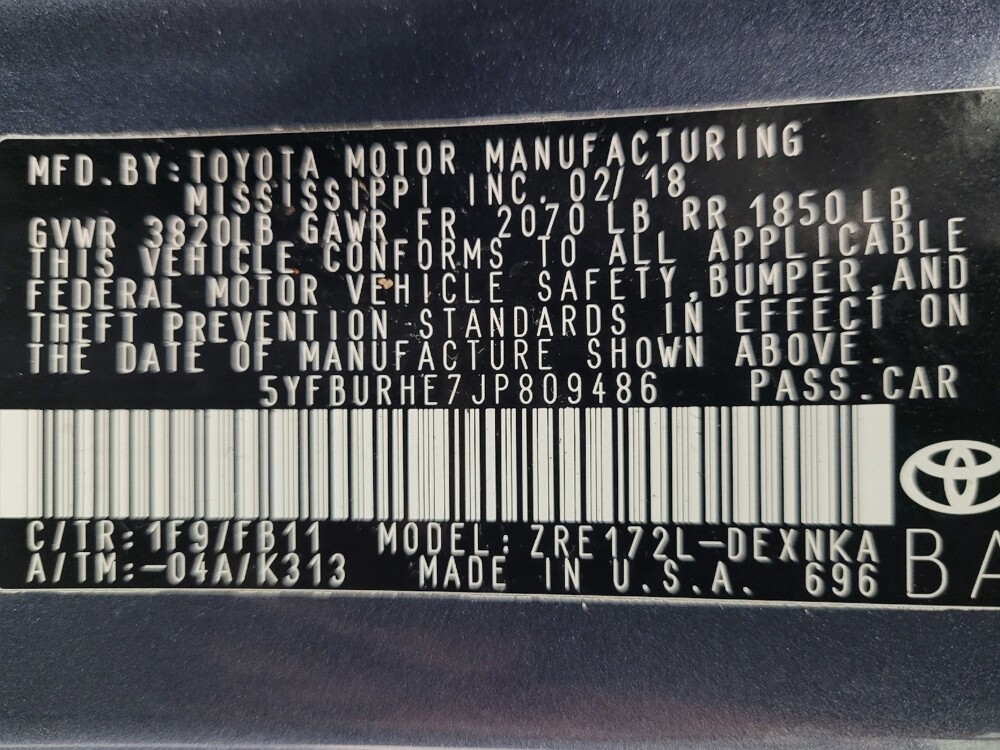 MFD.BY:TOYOTA MOTOR MANUFACTURING
MISSISSIPPI INC. 02/18
GVWR 3820LB GAWR FR 2070 LB RR 1850 LB
THIS VEHICLE CONFORMS TO ALL APPLICABLE
FEDERAL MOTOR VEHICLE SAFETY,BUMPER,AND
THEFT PREVENTION STANDARDS IN EFFECT ON
THE DATE OF MANUFACTURE SHOWN ABOVE.
5YFBURHE7JP809486 PASS.CAR
C/TR:1F9/FB11 MODEL:ZRE172L-DEXNKA
A/TM:-04A/K313 MADE IN U.S.A. 696 BA